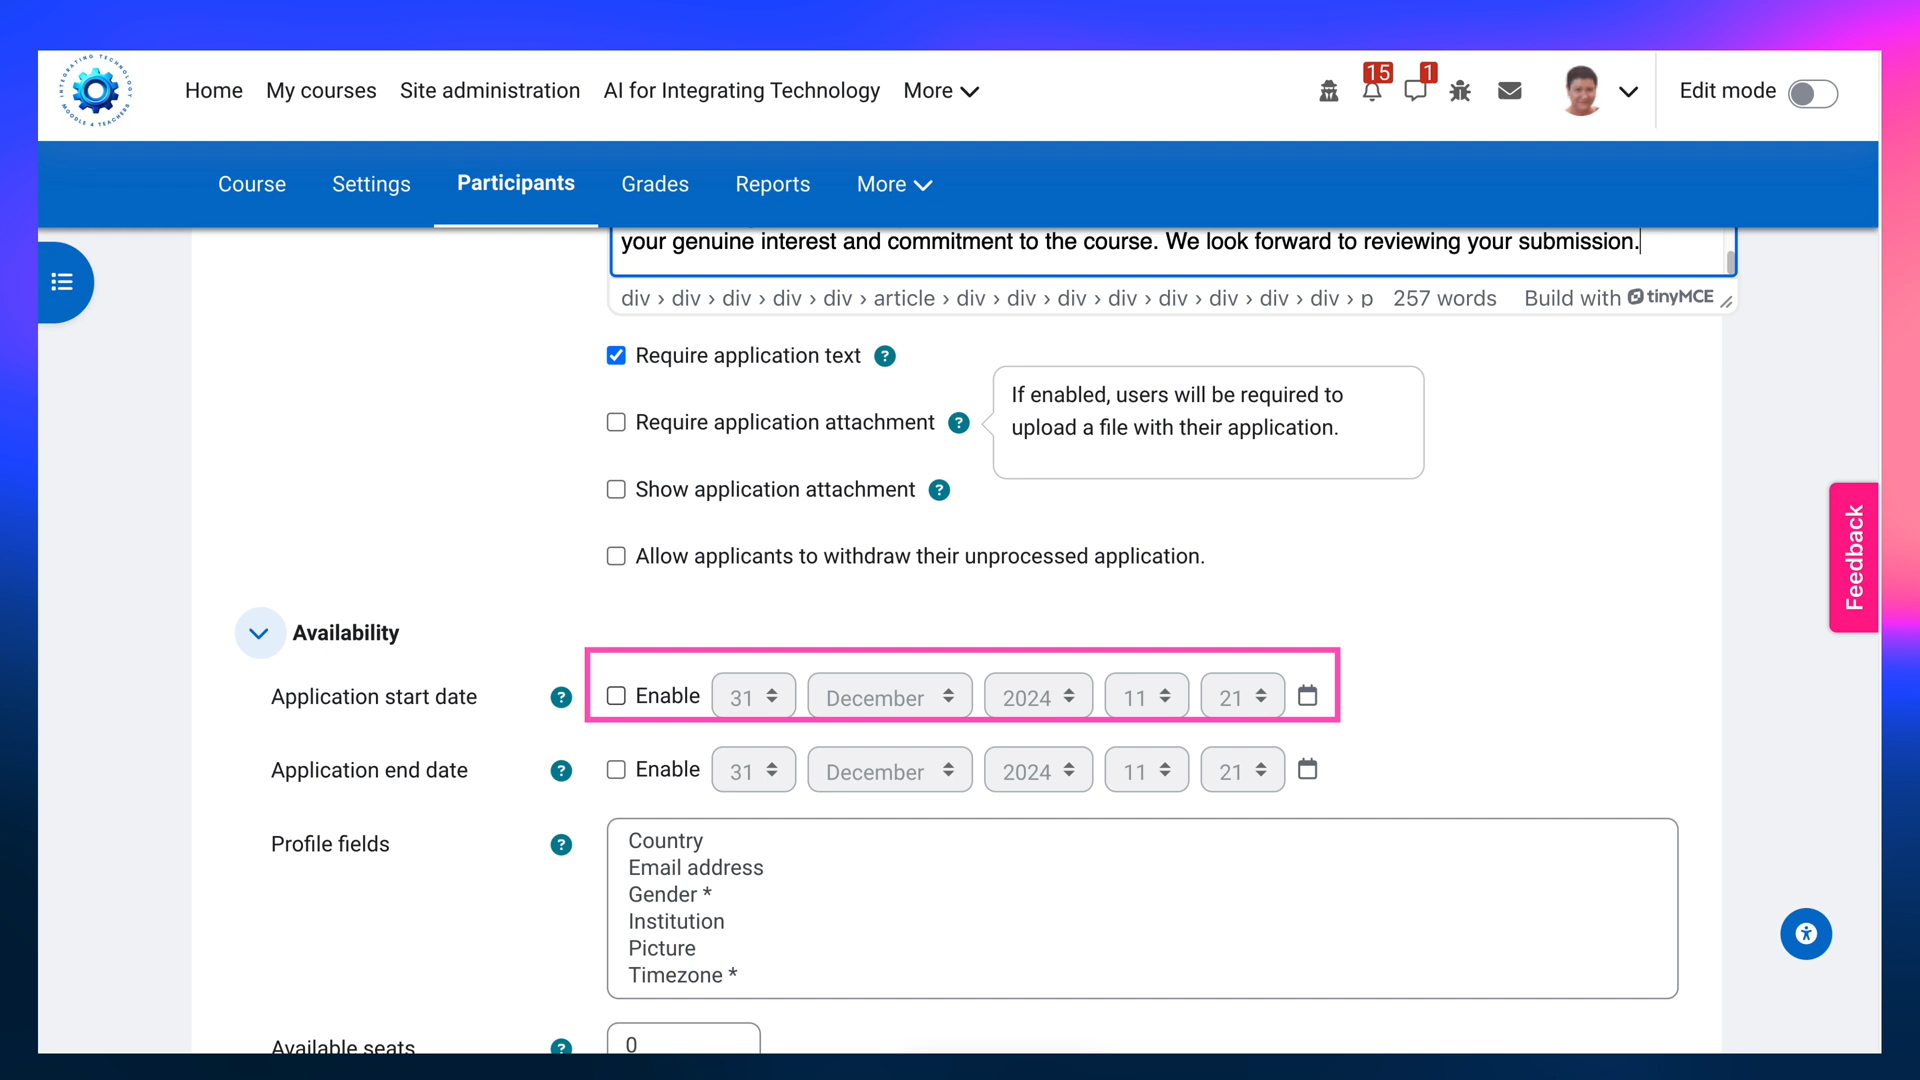 INTEGRATING TECHNOLOGY
MOODLE 4 TEACHERS
Home My courses Site administration AI for Integrating Technology More
15 1
Edit mode
Course Settings Participants Grades Reports More
your genuine interest and commitment to the course. We look forward to reviewing your submission.
div › div › div › div › div › article › div › div › div › div › div › div › div › div › p 257 words Build with tinyMCE
Require application text ?
Require application attachment ?
If enabled, users will be required to
upload a file with their application.
Show application attachment ?
Allow applicants to withdraw their unprocessed application.
Feedback
Availability
Application start date ? Enable 31 December 2024 11 21
Application end date ? Enable 31 December 2024 11 21
Profile fields ?
Country
Email address
Gender *
Institution
Picture
Timezone *
Available seats ? 0